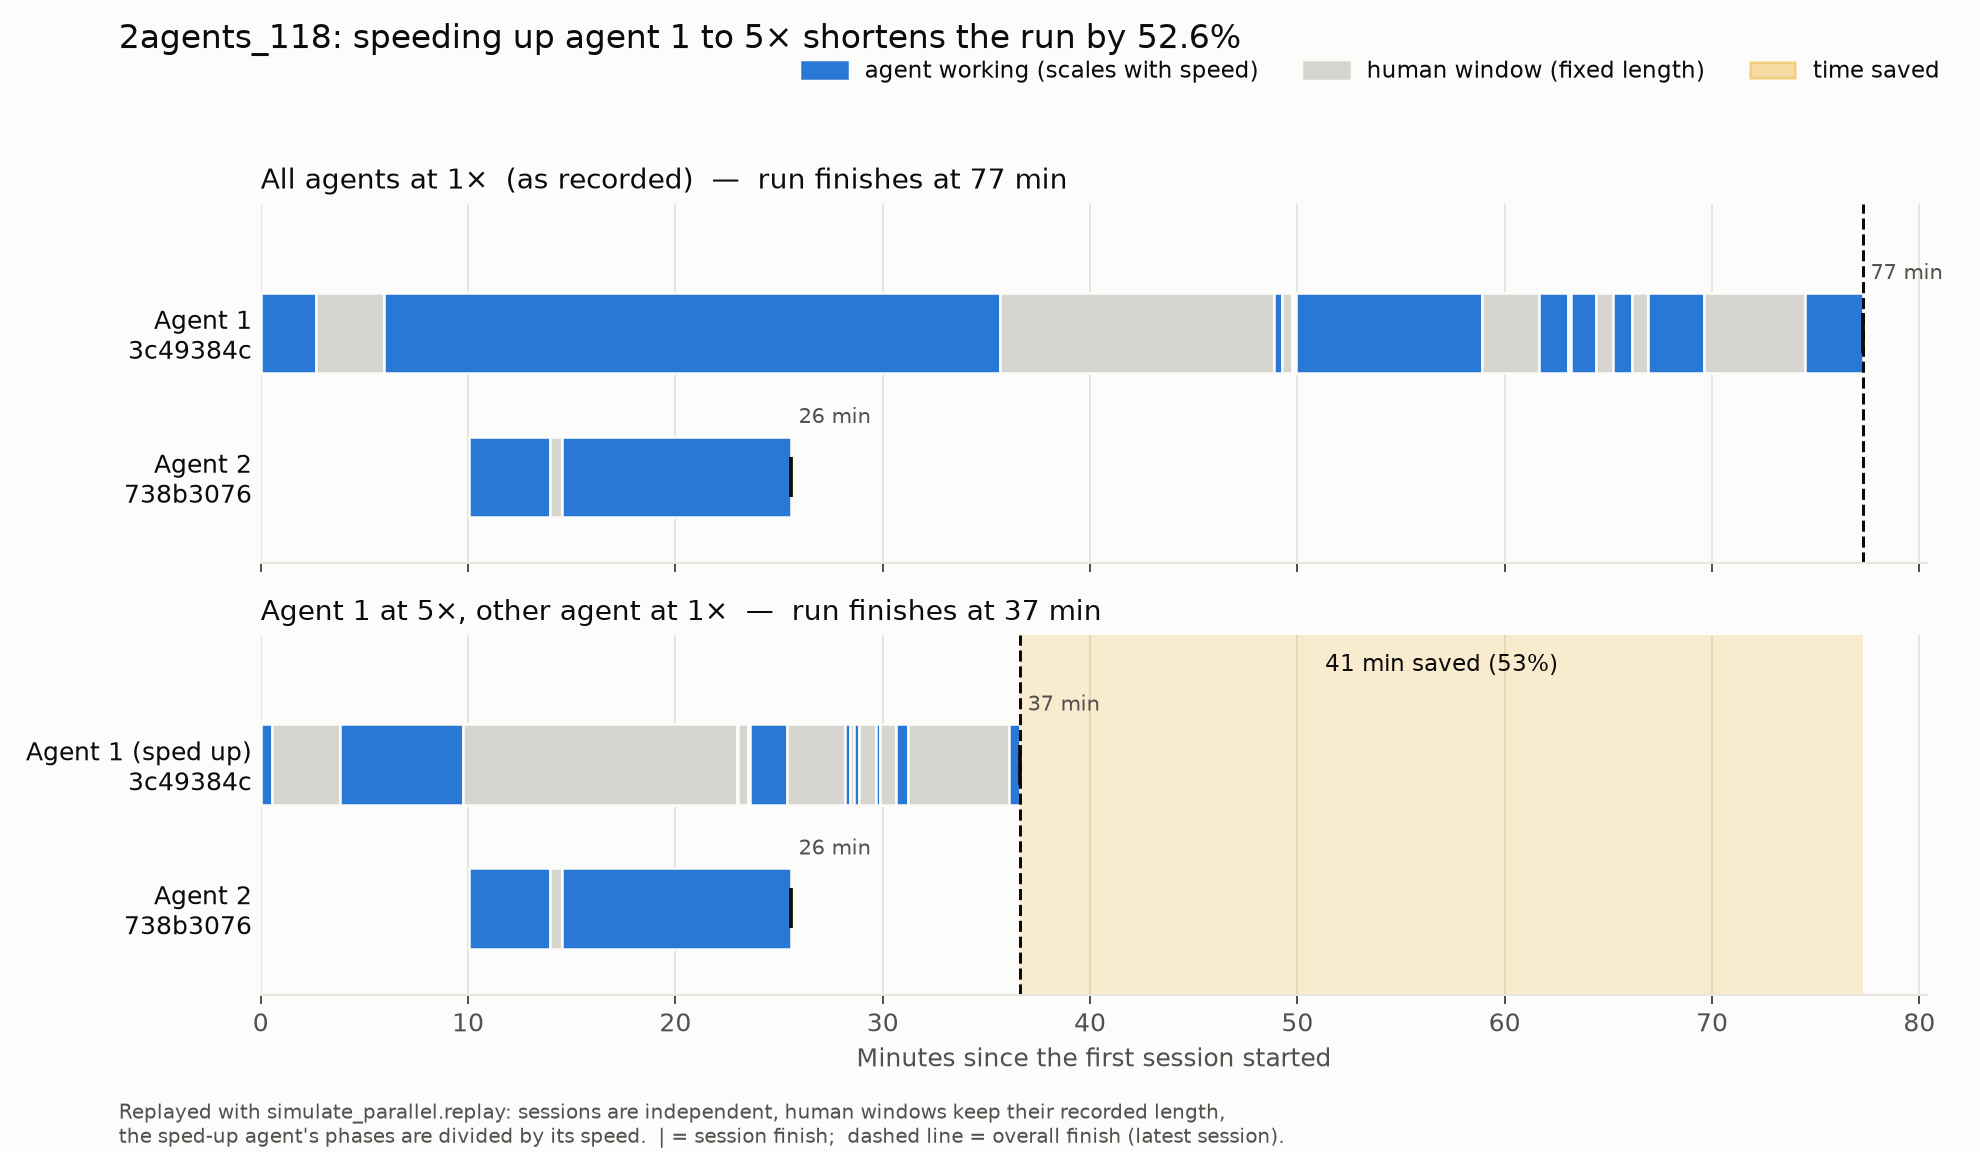 2agents_118: speeding up agent 1 to 5× shortens the run by 52.6%
agent working (scales with speed)
human window (fixed length)
time saved
All agents at 1×  (as recorded)  —  run finishes at 77 min
77 min
Agent 1
3c49384c
26 min
Agent 2
738b3076
Agent 1 at 5×, other agent at 1×  —  run finishes at 37 min
41 min saved (53%)
37 min
Agent 1 (sped up)
3c49384c
26 min
Agent 2
738b3076
0 10 20 30 40 50 60 70 80
Minutes since the first session started
Replayed with simulate_parallel.replay: sessions are independent, human windows keep their recorded length,
the sped-up agent's phases are divided by its speed.  | = session finish;  dashed line = overall finish (latest session).